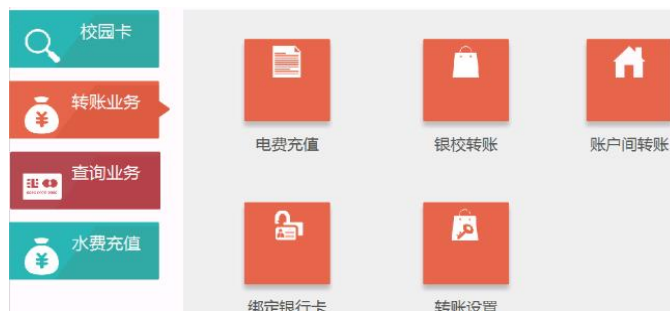 校园卡
转账业务
查询业务
水费充值
电费充值
银校转账
账户间转账
绑定银行卡
转账设置